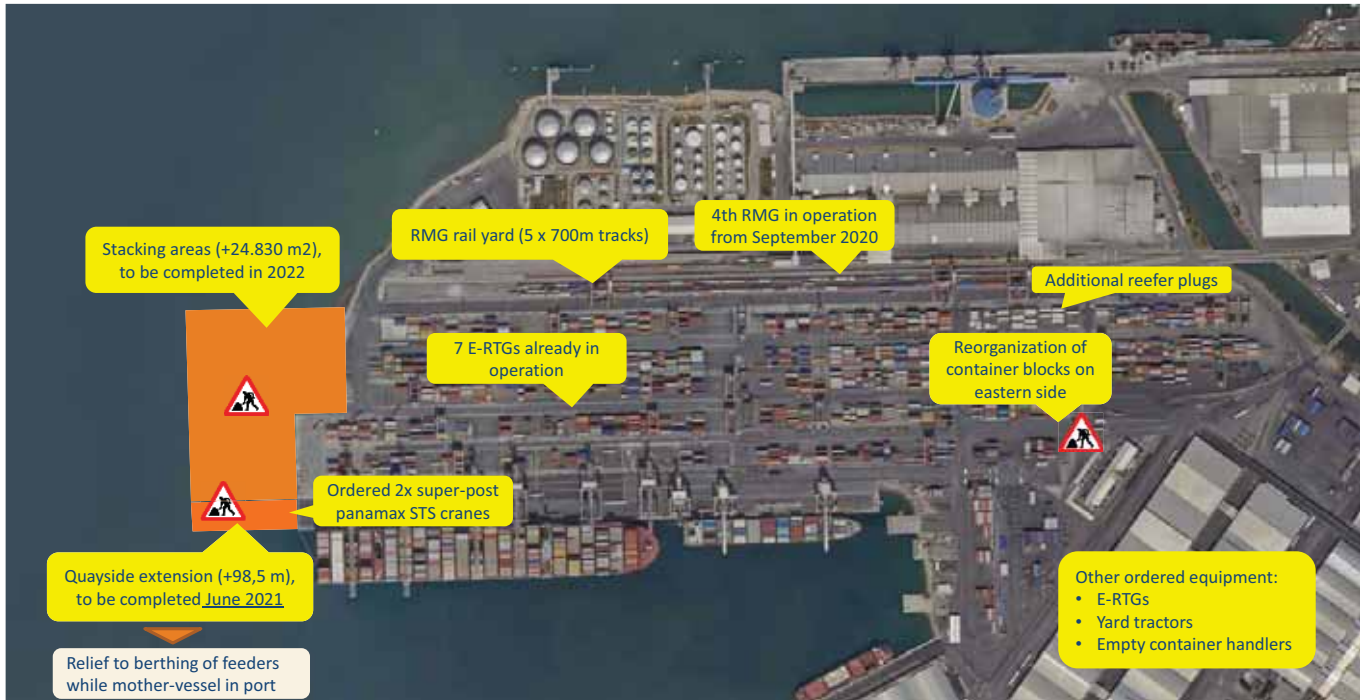 Stacking areas (+24.830 m2),
to be completed in 2022
RMG rail yard (5 x 700m tracks)
4th RMG in operation
from September 2020
Additional reefer plugs
7 E-RTGs already in
operation
Reorganization of
container blocks on
eastern side
Ordered 2x super-post
panamax STS cranes
Quayside extension (+98,5 m),
to be completed June 2021
Relief to berthing of feeders
while mother-vessel in port
Other ordered equipment:
• E-RTGs
• Yard tractors
• Empty container handlers